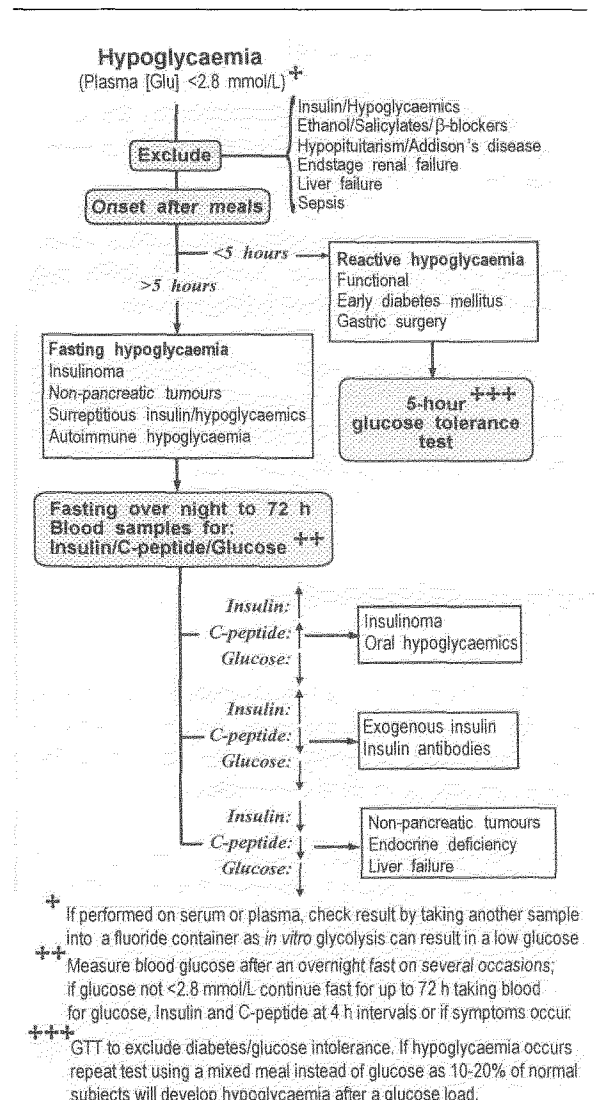 Hypoglycaemia
(Plasma [Glu] <2.8 mmol/L) +
Insulin/Hypoglycaemics
Ethanol/Salicylates/β-blockers
Hypopituitarism/Addison's disease
Endstage renal failure
Liver failure
Sepsis
Exclude
Onset after meals
<5 hours
>5 hours
Reactive hypoglycaemia
Functional
Early diabetes mellitus
Gastric surgery
Fasting hypoglycaemia
Insulinoma
Non-pancreatic tumours
Surreptitious insulin/hypoglycaemics
Autoimmune hypoglycaemia
5-hour +++
glucose tolerance
test
Fasting over night to 72 h
Blood samples for:
Insulin/C-peptide/Glucose ++
Insulin: ↑
C-peptide: ↑
Glucose: ↓
Insulinoma
Oral hypoglycaemics
Insulin: ↑
C-peptide: ↓
Glucose: ↓
Exogenous insulin
Insulin antibodies
Insulin: ↓
C-peptide: ↓
Glucose: ↓
Non-pancreatic tumours
Endocrine deficiency
Liver failure
+ If performed on serum or plasma, check result by taking another sample
into a fluoride container as in vitro glycolysis can result in a low glucose
++ Measure blood glucose after an overnight fast on several occasions;
if glucose not <2.8 mmol/L continue fast for up to 72 h taking blood
for glucose, Insulin and C-peptide at 4 h intervals or if symptoms occur.
+++ GTT to exclude diabetes/glucose intolerance. If hypoglycaemia occurs
repeat test using a mixed meal instead of glucose as 10-20% of normal
subjects will develop hypoglycaemia after a glucose load.